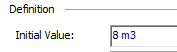 Definition
Initial Value: 8 m3